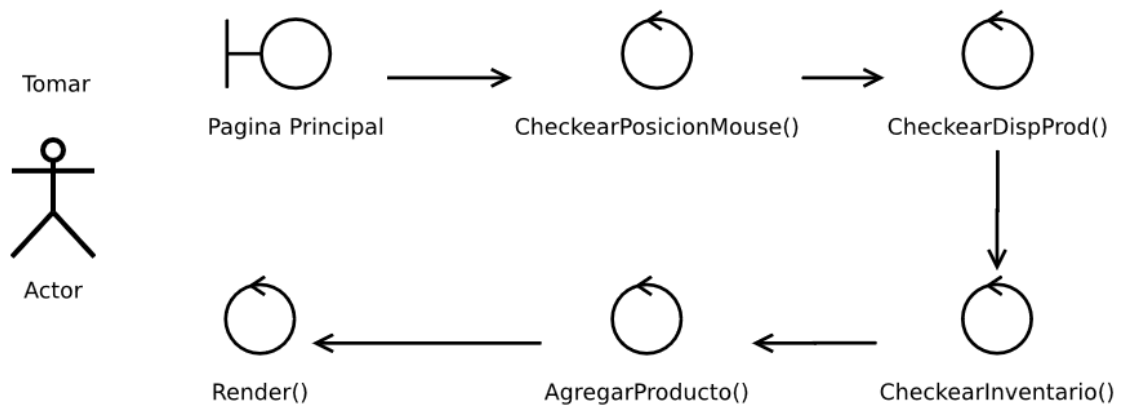 Tomar
Actor
Pagina Principal
CheckearPosicionMouse()
CheckearDispProd()
Render()
AgregarProducto()
CheckearInventario()